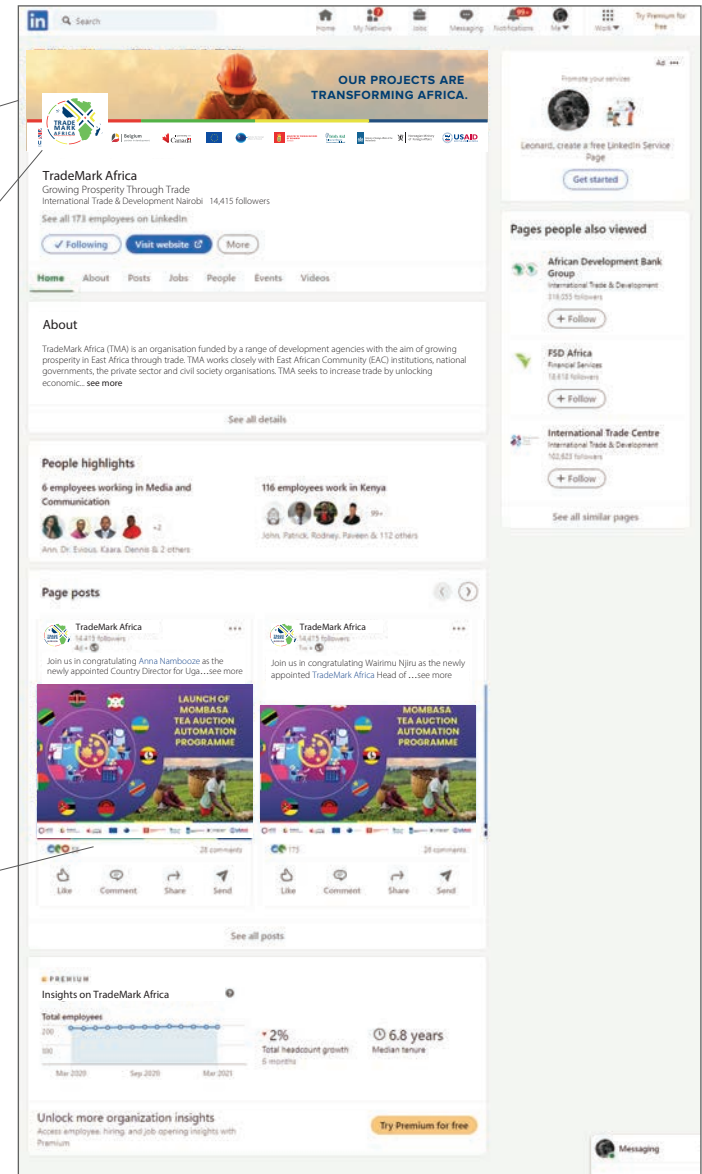 in
Search
Home
My Network
Jobs
Messaging
Notifications
99+
Me
Work
Try Premium for
free
OUR PROJECTS ARE
TRANSFORMING AFRICA.
TRADE
MARK
AFRICA
Belgium
Canada
USAID
TradeMark Africa
Growing Prosperity Through Trade
International Trade & Development Nairobi 14,415 followers
See all 173 employees on LinkedIn
✓ Following
Visit website
More
Home About Posts Jobs People Events Videos
About
TradeMark Africa (TMA) is an organisation funded by a range of development agencies with the aim of growing
prosperity in East Africa through trade. TMA works closely with East African Community (EAC) institutions, national
governments, the private sector and civil society organisations. TMA seeks to increase trade by unlocking
economic... see more
See all details
People highlights
6 employees working in Media and
Communication
+2
Ann, Dr. Evious, Kaara, Dennis & 2 others
116 employees work in Kenya
99+
John, Patrick, Rodney, Paveen & 112 others
Page posts
TradeMark Africa
14,415 followers
4d •
Join us in congratulating Anna Nambooze as the
newly appointed Country Director for Uga...see more
LAUNCH OF
MOMBASA
TEA AUCTION
AUTOMATION
PROGRAMME
28 comments
Like Comment Share Send
TradeMark Africa
14,415 followers
1w •
Join us in congratulating Wairimu Njiru as the newly
appointed TradeMark Africa Head of ...see more
MOMBASA
TEA AUCTION
AUTOMATION
PROGRAMME
175
28 comments
Like Comment Share Send
See all posts
PREMIUM
Insights on TradeMark Africa
Total employees
200
100
Mar 2020 Sep 2020 Mar 2021
2%
Total headcount growth
6 months
6.8 years
Median tenure
Unlock more organization insights
Access employee, hiring, and job opening insights with
Premium
Try Premium for free
Ad
Promote your services
Leonard, create a free LinkedIn Service
Page
Get started
Pages people also viewed
African Development Bank
Group
International Trade & Development
+ Follow
FSD Africa
Financial Services
+ Follow
International Trade Centre
International Trade & Development
+ Follow
See all similar pages
Messaging